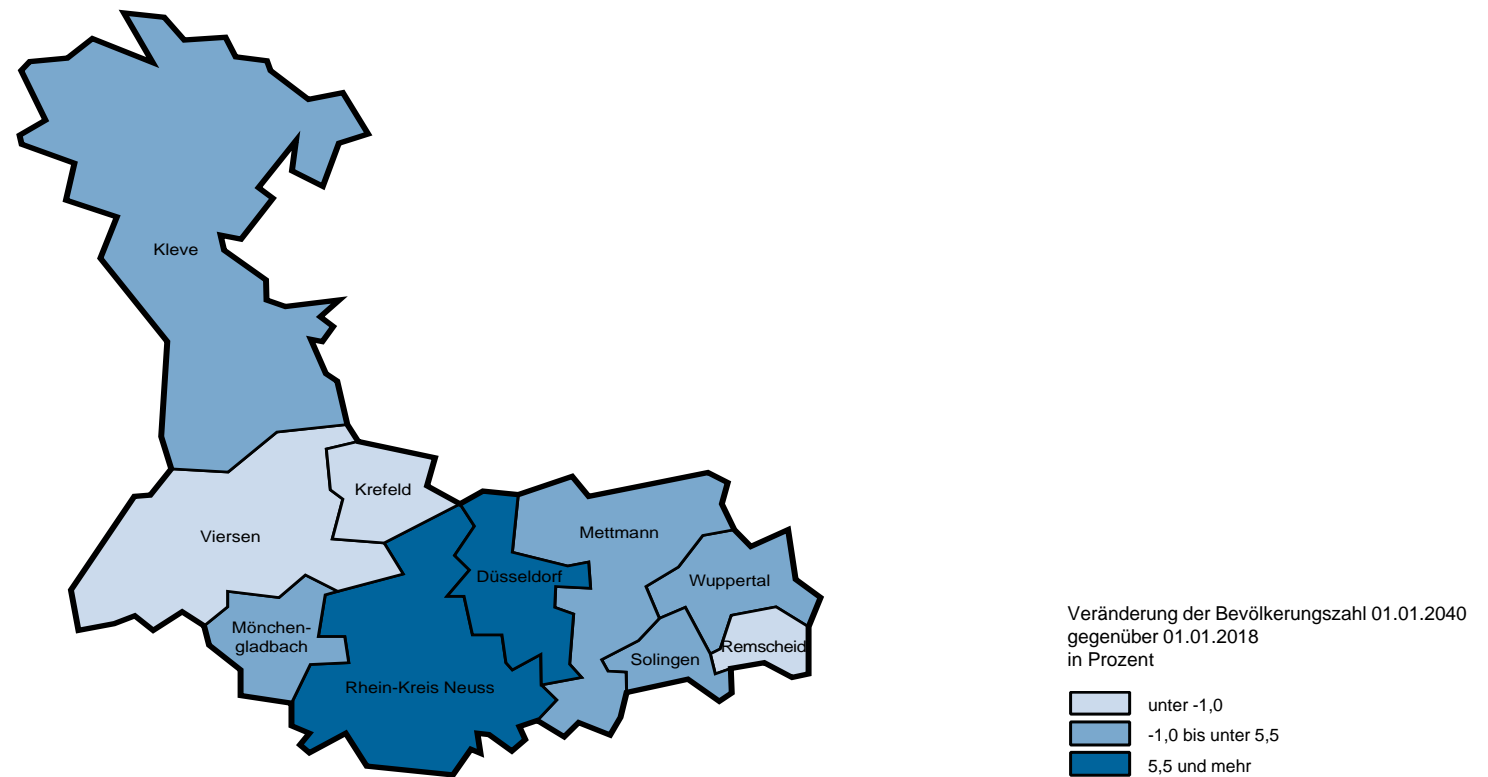 Kleve
Krefeld
Viersen
Mettmann
Düsseldorf
Wuppertal
Mönchen-
gladbach
Remscheid
Solingen
Rhein-Kreis Neuss
Veränderung der Bevölkerungszahl 01.01.2040
gegenüber 01.01.2018
in Prozent
unter -1,0
-1,0 bis unter 5,5
5,5 und mehr